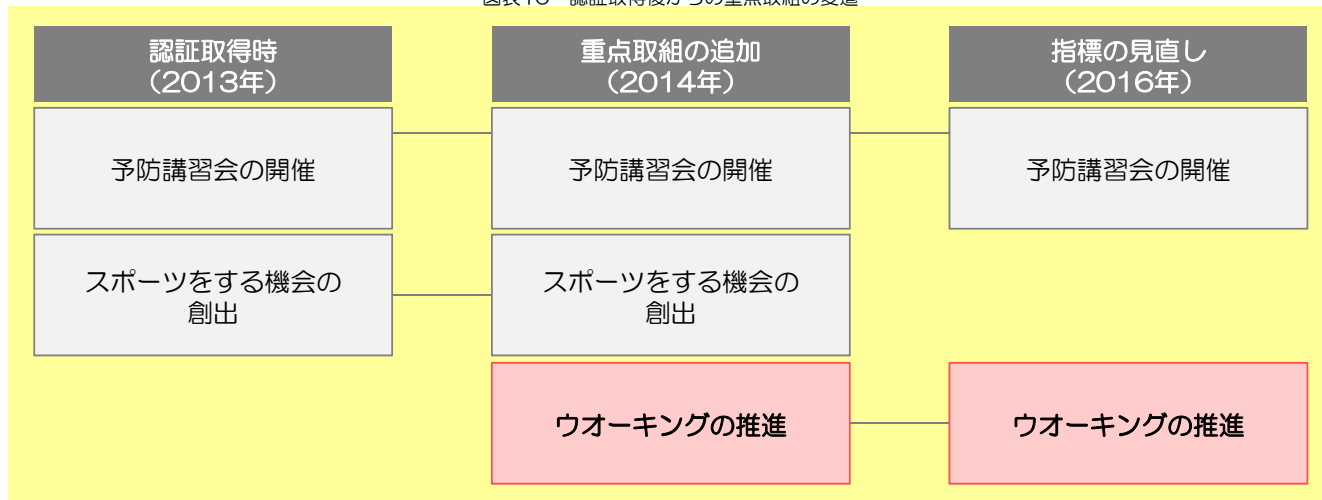 認証取得時
（2013年）
重点取組の追加
（2014年）
指標の見直し
（2016年）
予防講習会の開催
予防講習会の開催
予防講習会の開催
スポーツをする機会の
創出
スポーツをする機会の
創出
ウオーキングの推進
ウオーキングの推進